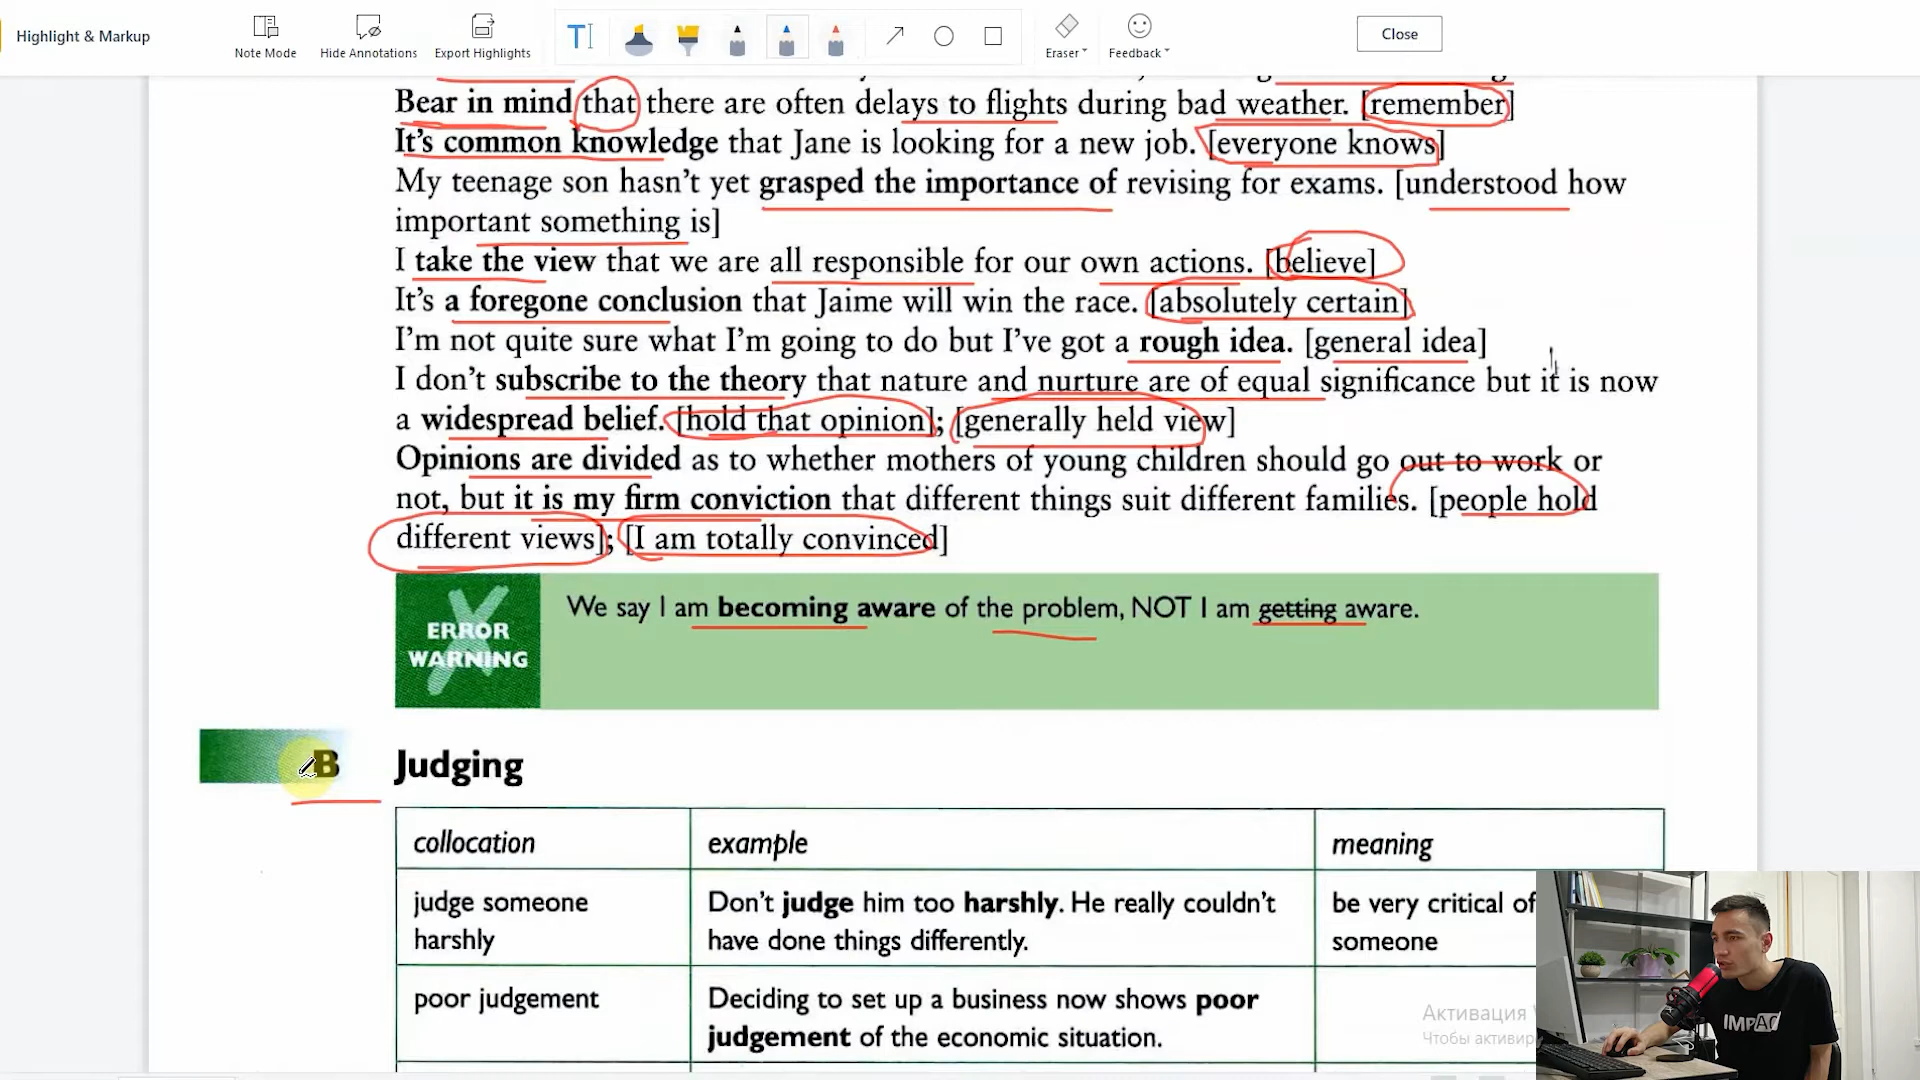 Highlight & Markup
Note Mode
Hide Annotations
Export Highlights
Eraser
Feedback
Close
Bear in mind that there are often delays to flights during bad weather. [remember]
It's common knowledge that Jane is looking for a new job. [everyone knows]
My teenage son hasn't yet grasped the importance of revising for exams. [understood how
important something is]
I take the view that we are all responsible for our own actions. [believe]
It's a foregone conclusion that Jaime will win the race. [absolutely certain]
I'm not quite sure what I'm going to do but I've got a rough idea. [general idea]
I don't subscribe to the theory that nature and nurture are of equal significance but it is now
a widespread belief. [hold that opinion]; [generally held view]
Opinions are divided as to whether mothers of young children should go out to work or
not, but it is my firm conviction that different things suit different families. [people hold
different views]; [I am totally convinced]
ERROR
WARNING
We say I am becoming aware of the problem, NOT I am getting aware.
B Judging
collocation example meaning
judge someone
harshly
Don't judge him too harshly. He really couldn't
have done things differently.
be very critical of
someone
poor judgement
Deciding to set up a business now shows poor
judgement of the economic situation.
Активация
Чтобы
IMPAC